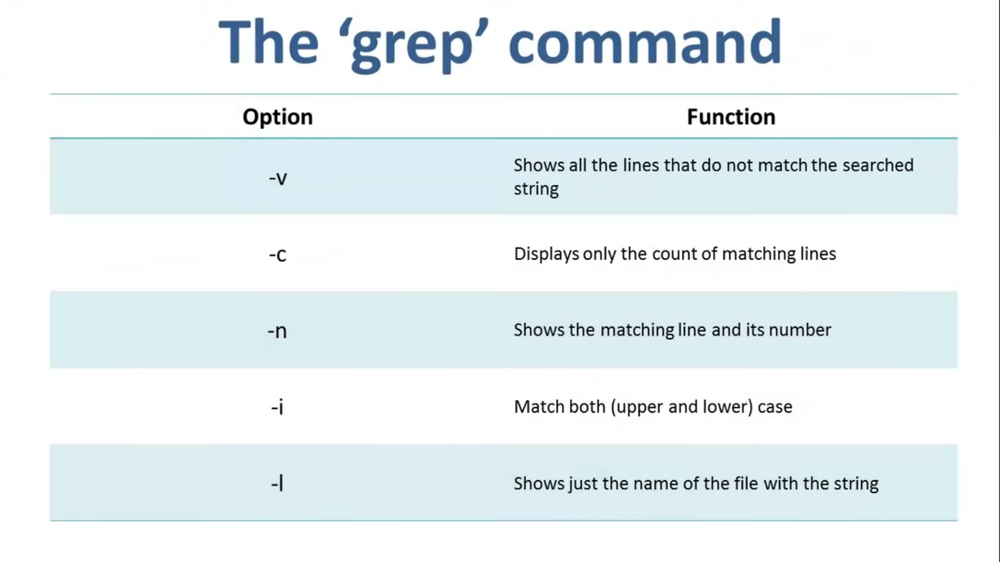 The ‘grep’ command
Option Function
-v Shows all the lines that do not match the searched
string
-c Displays only the count of matching lines
-n Shows the matching line and its number
-i Match both (upper and lower) case
-l Shows just the name of the file with the string